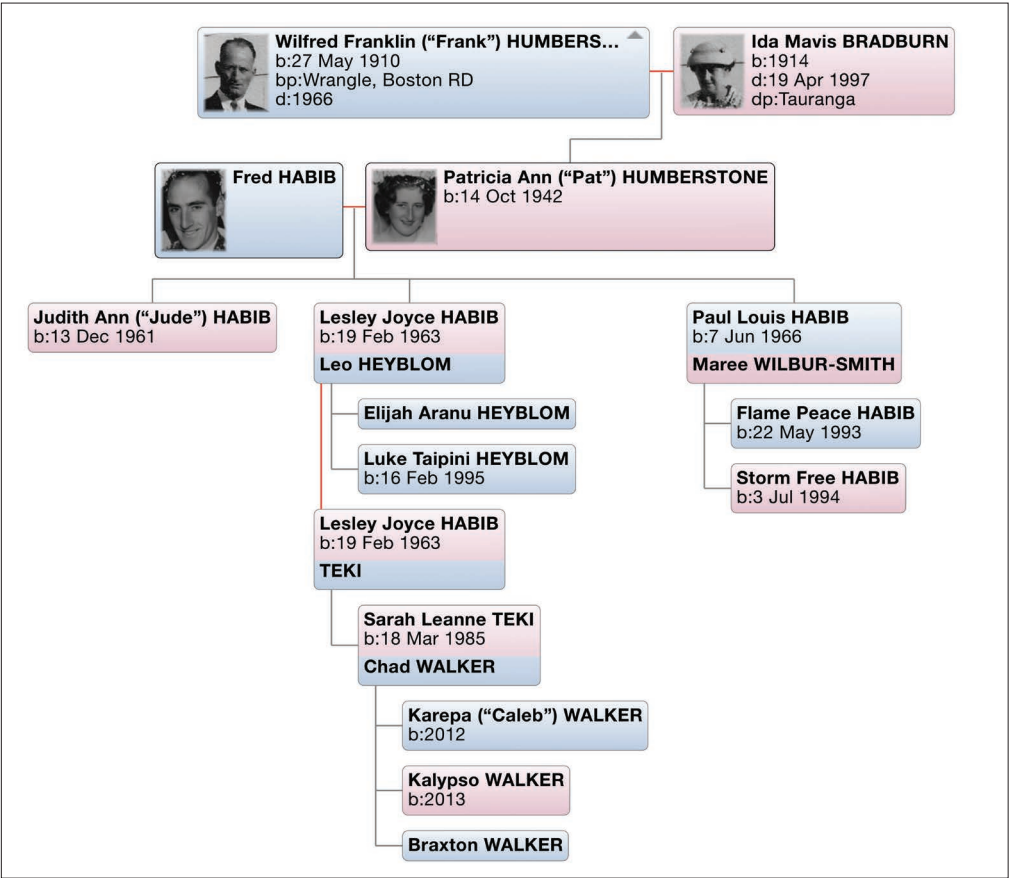 Wilfred Franklin (“Frank”) HUMBERS...
b:27 May 1910
bp:Wrangle, Boston RD
d:1966
Ida Mavis BRADBURN
b:1914
d:19 Apr 1997
dp:Tauranga
Fred HABIB
Patricia Ann (“Pat”) HUMBERSTONE
b:14 Oct 1942
Judith Ann (“Jude”) HABIB
b:13 Dec 1961
Lesley Joyce HABIB
b:19 Feb 1963
Leo HEYBLOM
Elijah Aranu HEYBLOM
Luke Taipini HEYBLOM
b:16 Feb 1995
Lesley Joyce HABIB
b:19 Feb 1963
TEKI
Sarah Leanne TEKI
b:18 Mar 1985
Chad WALKER
Karepa (“Caleb”) WALKER
b:2012
Kalypso WALKER
b:2013
Braxton WALKER
Paul Louis HABIB
b:7 Jun 1966
Maree WILBUR-SMITH
Flame Peace HABIB
b:22 May 1993
Storm Free HABIB
b:3 Jul 1994